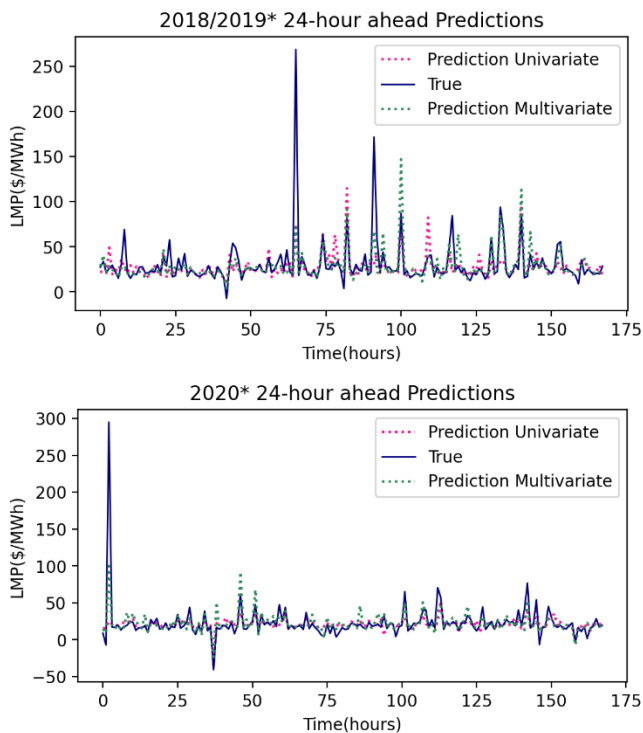 2018/2019* 24-hour ahead Predictions
LMP($/MWh)
250
200
150
100
50
0
Prediction Univariate
True
Prediction Multivariate
0 25 50 75 100 125 150 175
Time(hours)
2020* 24-hour ahead Predictions
LMP($/MWh)
300
250
200
150
100
50
0
−50
Prediction Univariate
True
Prediction Multivariate
0 25 50 75 100 125 150 175
Time(hours)